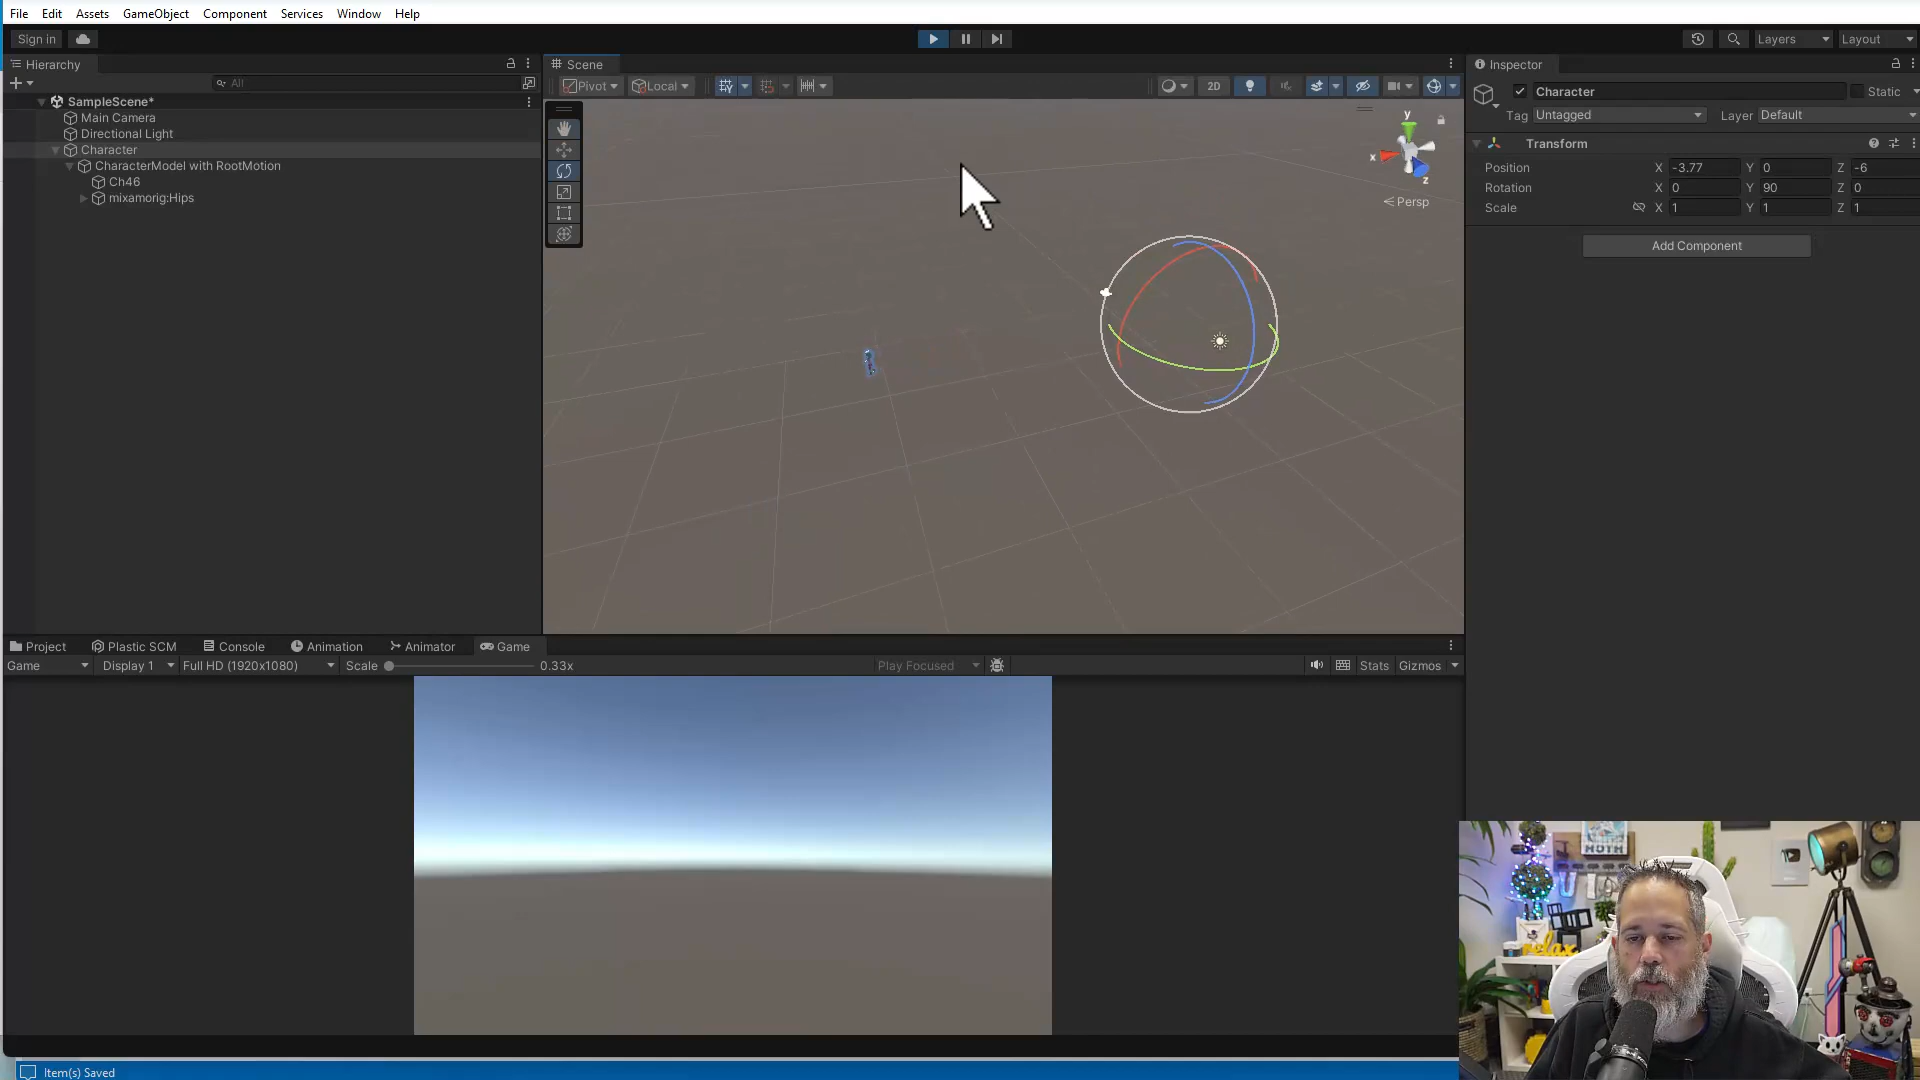 File Edit Assets GameObject Component Services Window Help
Sign in Layers Layout
Hierarchy
All
SampleScene*
Main Camera
Directional Light
Character
CharacterModel with RootMotion
Ch46
mixamorig:Hips
Scene
Pivot Local 2D
y
x
z
Persp
Inspector
Character Static
Tag Untagged Layer Default
Transform
Position X -3.77 Y 0 Z -6
Rotation X 0 Y 90 Z 0
Scale X 1 Y 1 Z 1
Add Component
Project Plastic SCM Console Animation Animator Game
Game Display 1 Full HD (1920x1080) Scale 0.33x Play Focused Stats Gizmos
relax
Item(s) Saved